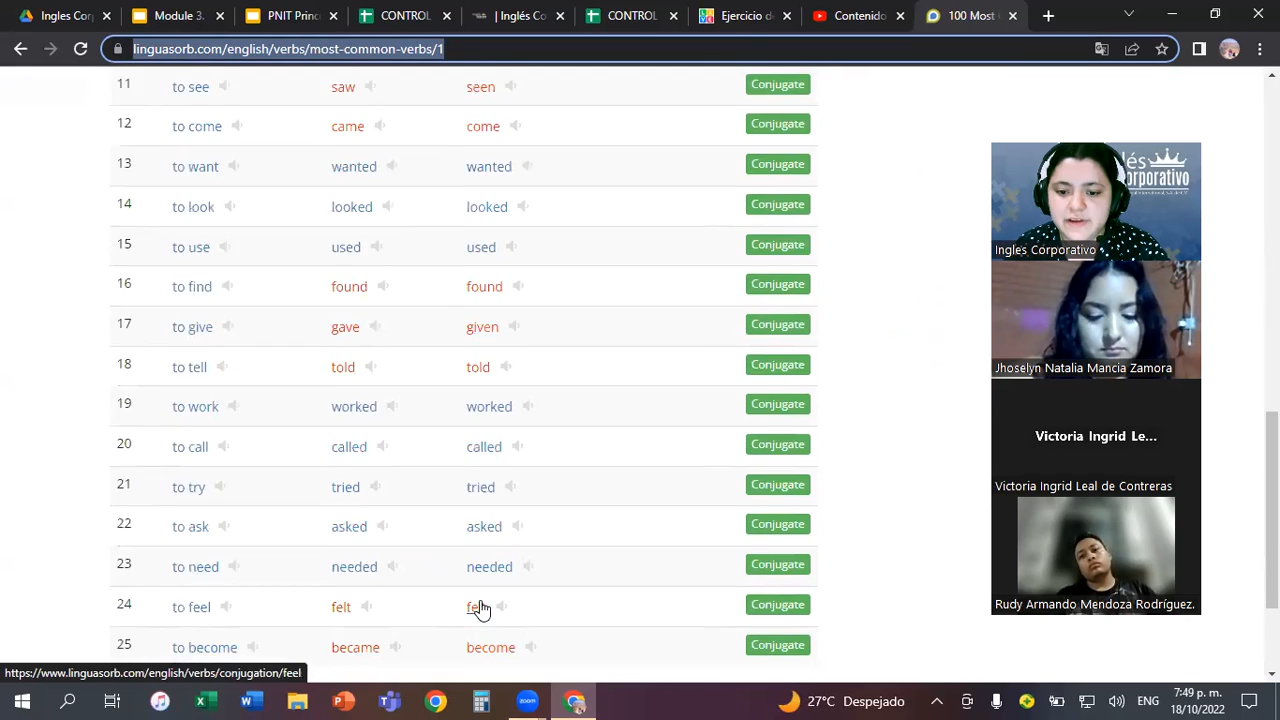 Ingles Corp
Module 3.
PNIT Princ
CONTROL
| Inglés Co
CONTROL
Ejercicio de
Contenido
100 Most
linguasorb.com/english/verbs/most-common-verbs/1
11 to see saw seen Conjugate
12 to come came come Conjugate
13 to want wanted wanted Conjugate
14 to look looked looked Conjugate
15 to use used used Conjugate
16 to find found found Conjugate
17 to give gave given Conjugate
18 to tell told told Conjugate
19 to work worked worked Conjugate
20 to call called called Conjugate
21 to try tried tried Conjugate
22 to ask asked asked Conjugate
23 to need needed needed Conjugate
24 to feel felt Conjugate
25 to become became become Conjugate
https://www.linguasorb.com/english/verbs/conjugation/feel
lés
orporativo
Ingles Corporativo
Jhoselyn Natalia Mancia Zamora
Victoria Ingrid Le...
Victoria Ingrid Leal de Contreras
Rudy Armando Mendoza Rodríguez.
27°C Despejado
ENG
7:49 p. m.
18/10/2022